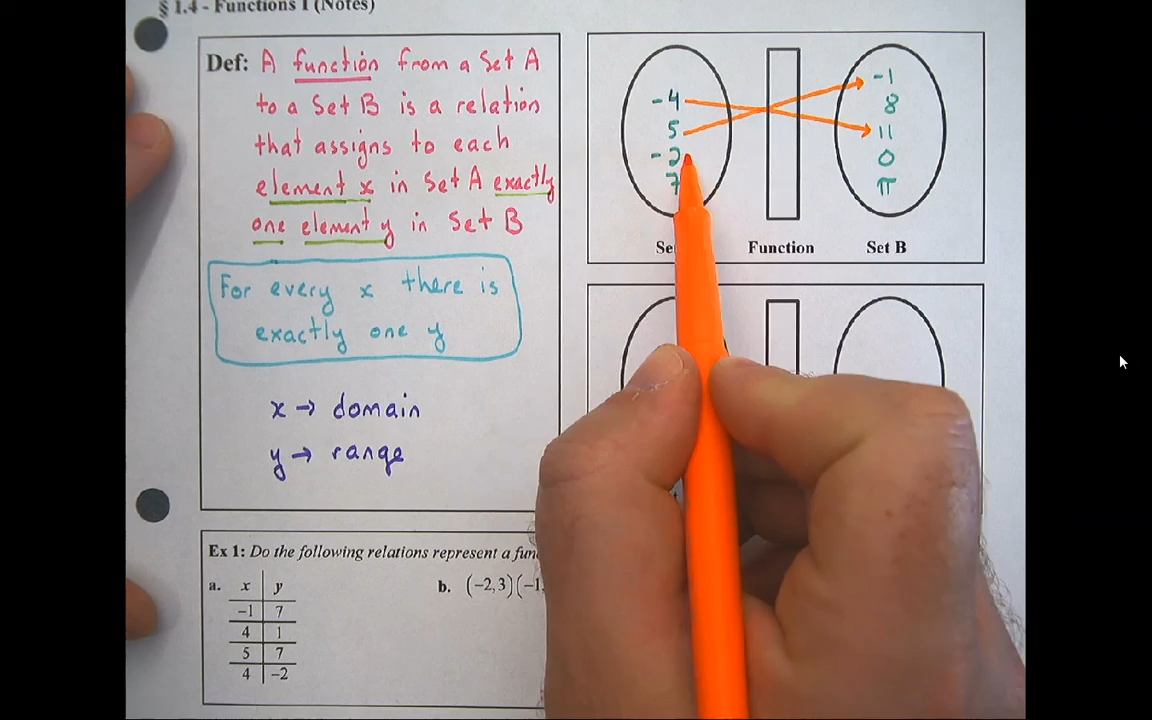 § 1.4 - Functions I (Notes)
Def: A function from a Set A
to a Set B is a relation
that assigns to each
element x in Set A exactly
one element y in Set B
For every x there is
exactly one y
x → domain
y → range
-4
5
-2
7
-1
8
11
0
π
Function
Set B
Ex 1: Do the following relations represent a
a. x y
-1 7
4 1
5 7
4 -2
b. (-2,3)(-1